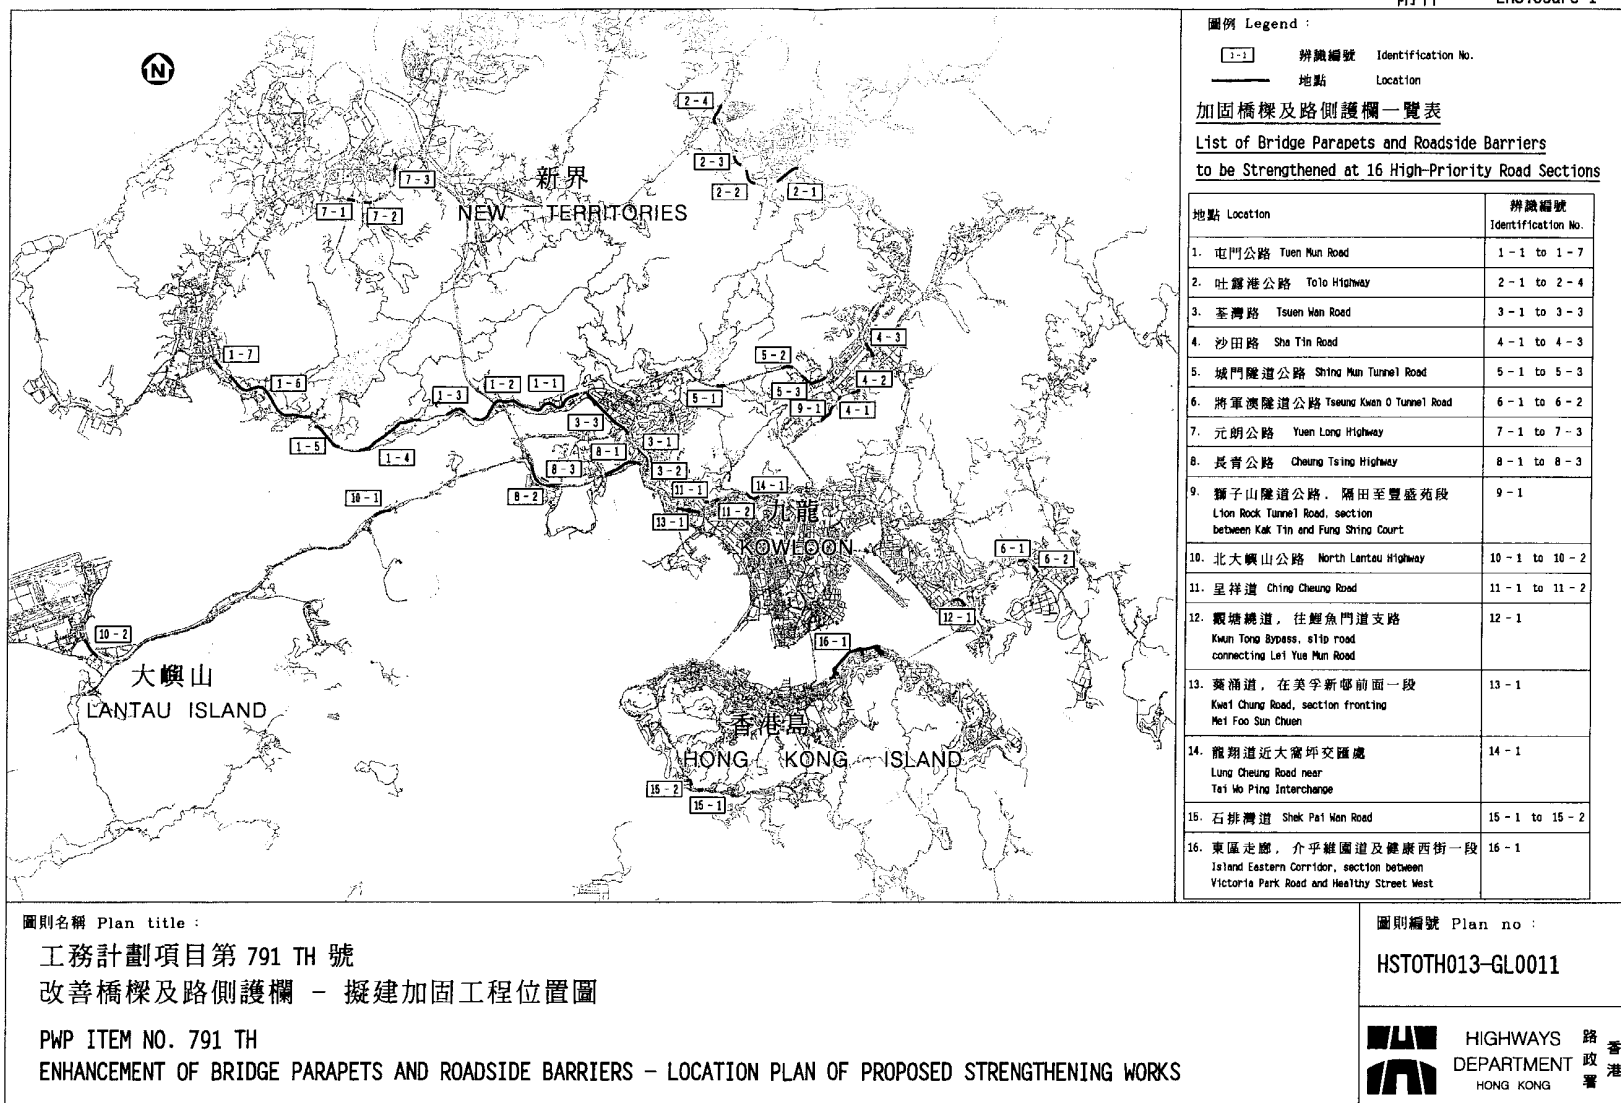 圖例 Legend :
1-1 辨識編號 Identification No.
地點 Location
加固橋樑及路側護欄一覽表
List of Bridge Parapets and Roadside Barriers
to be Strengthened at 16 High-Priority Road Sections
地點 Location 辨識編號
Identification No.
1. 屯門公路 Tuen Mun Road 1 - 1 to 1 - 7
2. 吐露港公路 Tolo Highway 2 - 1 to 2 - 4
3. 荃灣路 Tsuen Wan Road 3 - 1 to 3 - 3
4. 沙田路 Sha Tin Road 4 - 1 to 4 - 3
5. 城門隧道公路 Shing Mun Tunnel Road 5 - 1 to 5 - 3
6. 將軍澳隧道公路 Tseung Kwan O Tunnel Road 6 - 1 to 6 - 2
7. 元朗公路 Yuen Long Highway 7 - 1 to 7 - 3
8. 長青公路 Cheung Tsing Highway 8 - 1 to 8 - 3
9. 獅子山隧道公路, 隔田至豐盛苑段 9 - 1
Lion Rock Tunnel Road, section
between Kak Tin and Fung Shing Court
10. 北大嶼山公路 North Lantau Highway 10 - 1 to 10 - 2
11. 呈祥道 Ching Cheung Road 11 - 1 to 11 - 2
12. 觀塘繞道, 往鯉魚門道支路 12 - 1
Kwun Tong Bypass, slip road
connecting Lei Yue Mun Road
13. 葵涌道, 在美孚新邨前面一段 13 - 1
Kwai Chung Road, section fronting
Mei Foo Sun Chuen
14. 龍翔道近大窩坪交匯處 14 - 1
Lung Cheung Road near
Tai Wo Ping Interchange
15. 石排灣道 Shek Pai Wan Road 15 - 1 to 15 - 2
16. 東區走廊, 介乎維園道及健康西街一段 16 - 1
Island Eastern Corridor, section between
Victoria Park Road and Healthy Street West
N
2 - 4
2 - 3
2 - 2
2 - 1
7 - 3
7 - 1
7 - 2
新界
NEW TERRITORIES
4 - 3
1 - 7
1 - 6
1 - 3
1 - 2
1 - 1
5 - 2
5 - 1
5 - 3
4 - 2
9 - 1
4 - 1
1 - 5
1 - 4
3 - 3
3 - 1
8 - 1
8 - 3
3 - 2
8 - 2
10 - 1
11 - 1
14 - 1
11 - 2
13 - 1
九龍
KOWLOON
6 - 1
6 - 2
12 - 1
10 - 2
16 - 1
大嶼山
LANTAU ISLAND
香港島
HONG KONG ISLAND
15 - 2
15 - 1
圖則名稱 Plan title :
工務計劃項目第 791 TH 號
改善橋樑及路側護欄 - 擬建加固工程位置圖
PWP ITEM NO. 791 TH
ENHANCEMENT OF BRIDGE PARAPETS AND ROADSIDE BARRIERS - LOCATION PLAN OF PROPOSED STRENGTHENING WORKS
圖則編號 Plan no :
HSTOTH013-GL0011
HIGHWAYS
DEPARTMENT
HONG KONG
路政署
香港